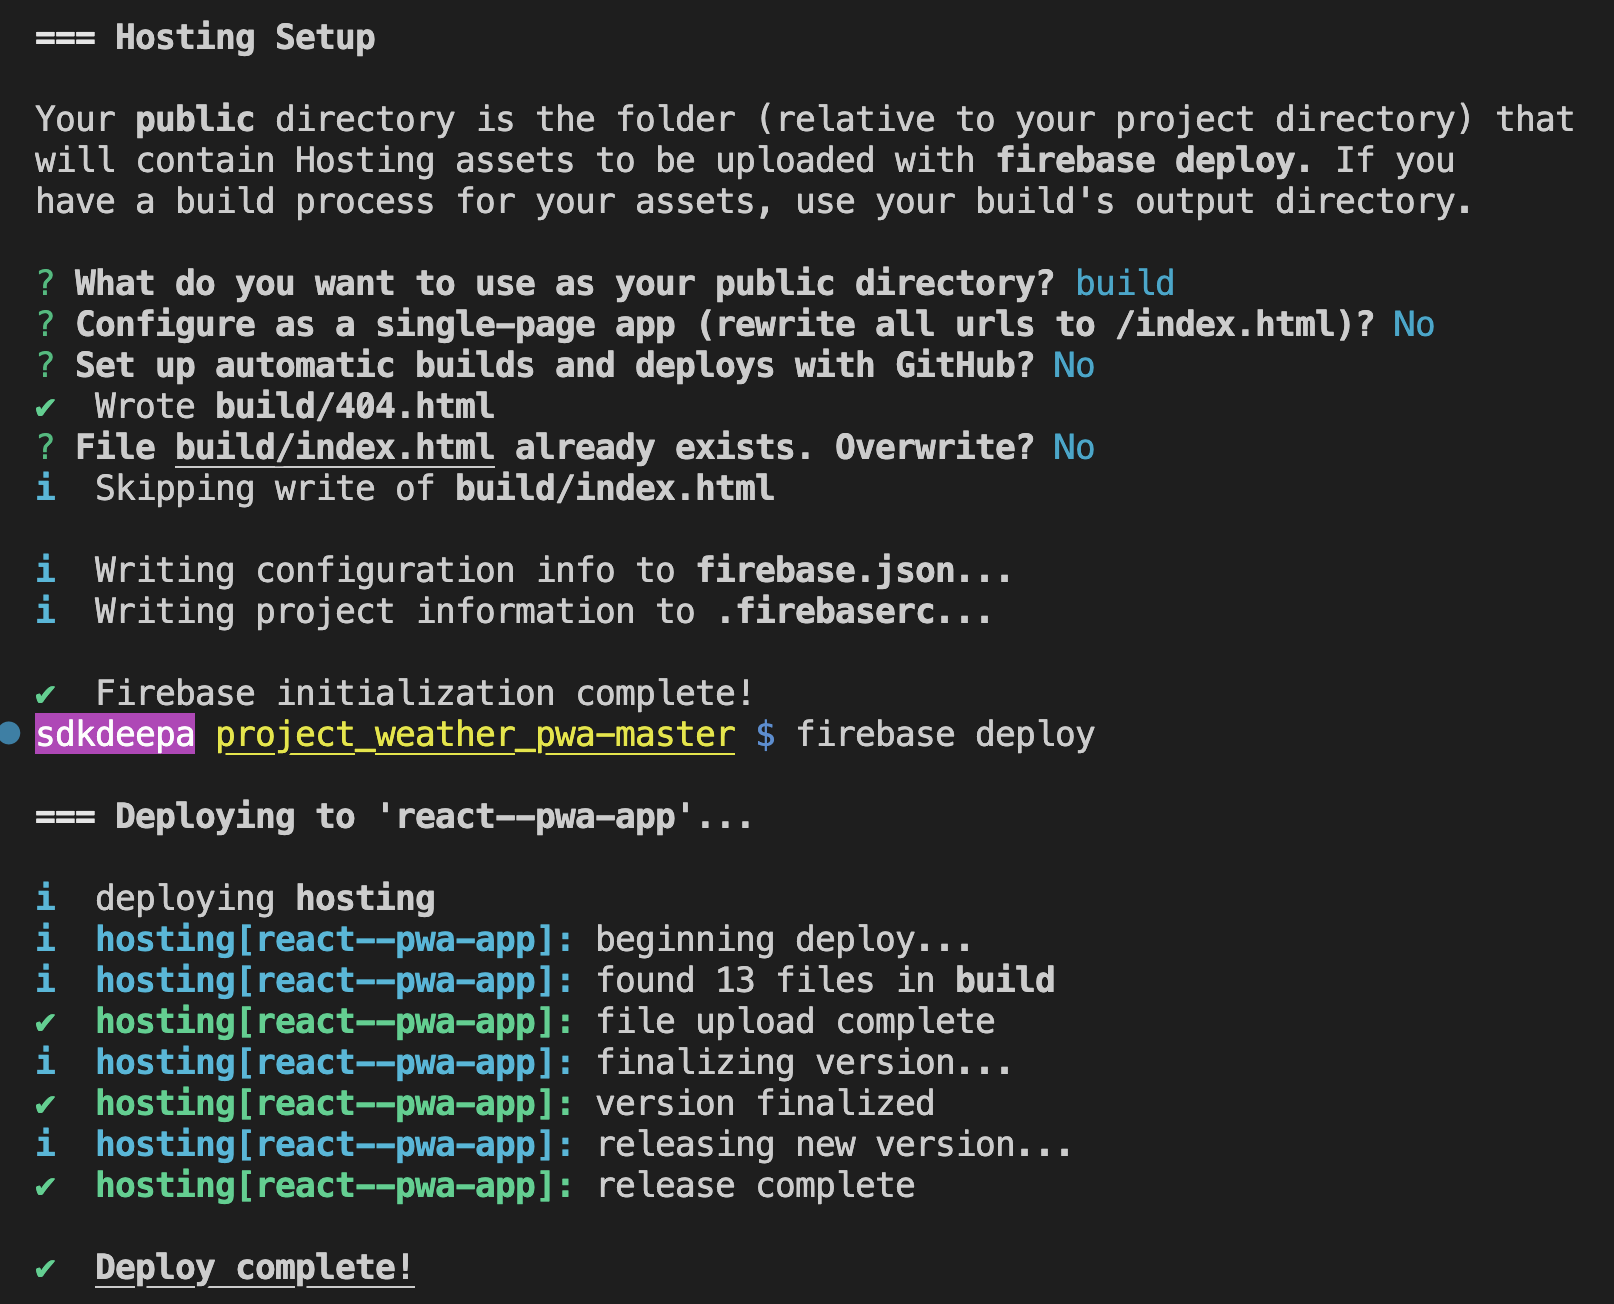 === Hosting Setup
Your public directory is the folder (relative to your project directory) that
will contain Hosting assets to be uploaded with firebase deploy. If you
have a build process for your assets, use your build's output directory.
? What do you want to use as your public directory? build
? Configure as a single-page app (rewrite all urls to /index.html)? No
? Set up automatic builds and deploys with GitHub? No
✔ Wrote build/404.html
? File build/index.html already exists. Overwrite? No
i Skipping write of build/index.html
i Writing configuration info to firebase.json...
i Writing project information to .firebaserc...
✔ Firebase initialization complete!
sdkdeepa project_weather_pwa-master $ firebase deploy
=== Deploying to 'react--pwa-app'...
i deploying hosting
i hosting[react--pwa-app]: beginning deploy...
i hosting[react--pwa-app]: found 13 files in build
✔ hosting[react--pwa-app]: file upload complete
i hosting[react--pwa-app]: finalizing version...
✔ hosting[react--pwa-app]: version finalized
i hosting[react--pwa-app]: releasing new version...
✔ hosting[react--pwa-app]: release complete
✔ Deploy complete!